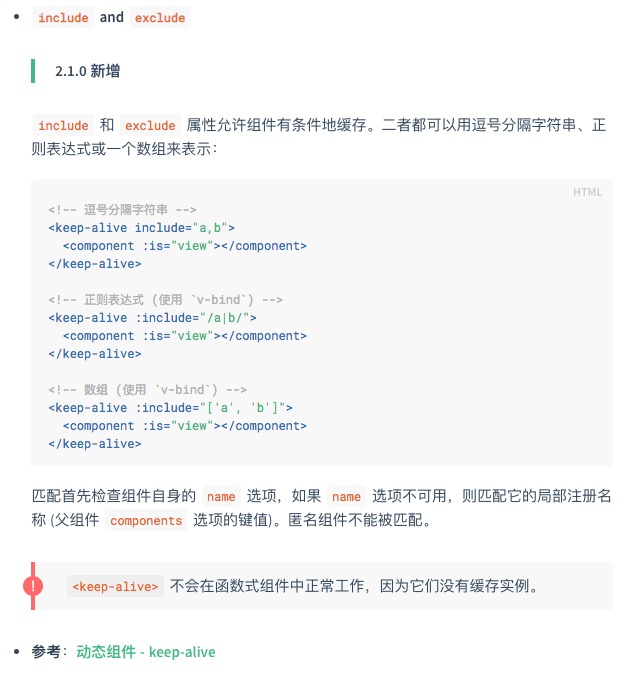 include and exclude
2.1.0 新增
include 和 exclude 属性允许组件有条件地缓存。二者都可以用逗号分隔字符串、正
则表达式或一个数组来表示：
HTML
<!-- 逗号分隔字符串 -->
<keep-alive include="a,b">
  <component :is="view"></component>
</keep-alive>
<!-- 正则表达式 (使用 `v-bind`) -->
<keep-alive :include="/a|b/">
  <component :is="view"></component>
</keep-alive>
<!-- 数组 (使用 `v-bind`) -->
<keep-alive :include="['a', 'b']">
  <component :is="view"></component>
</keep-alive>
匹配首先检查组件自身的 name 选项，如果 name 选项不可用，则匹配它的局部注册名
称 (父组件 components 选项的键值)。匿名组件不能被匹配。
! <keep-alive> 不会在函数式组件中正常工作，因为它们没有缓存实例。
参考：动态组件 - keep-alive